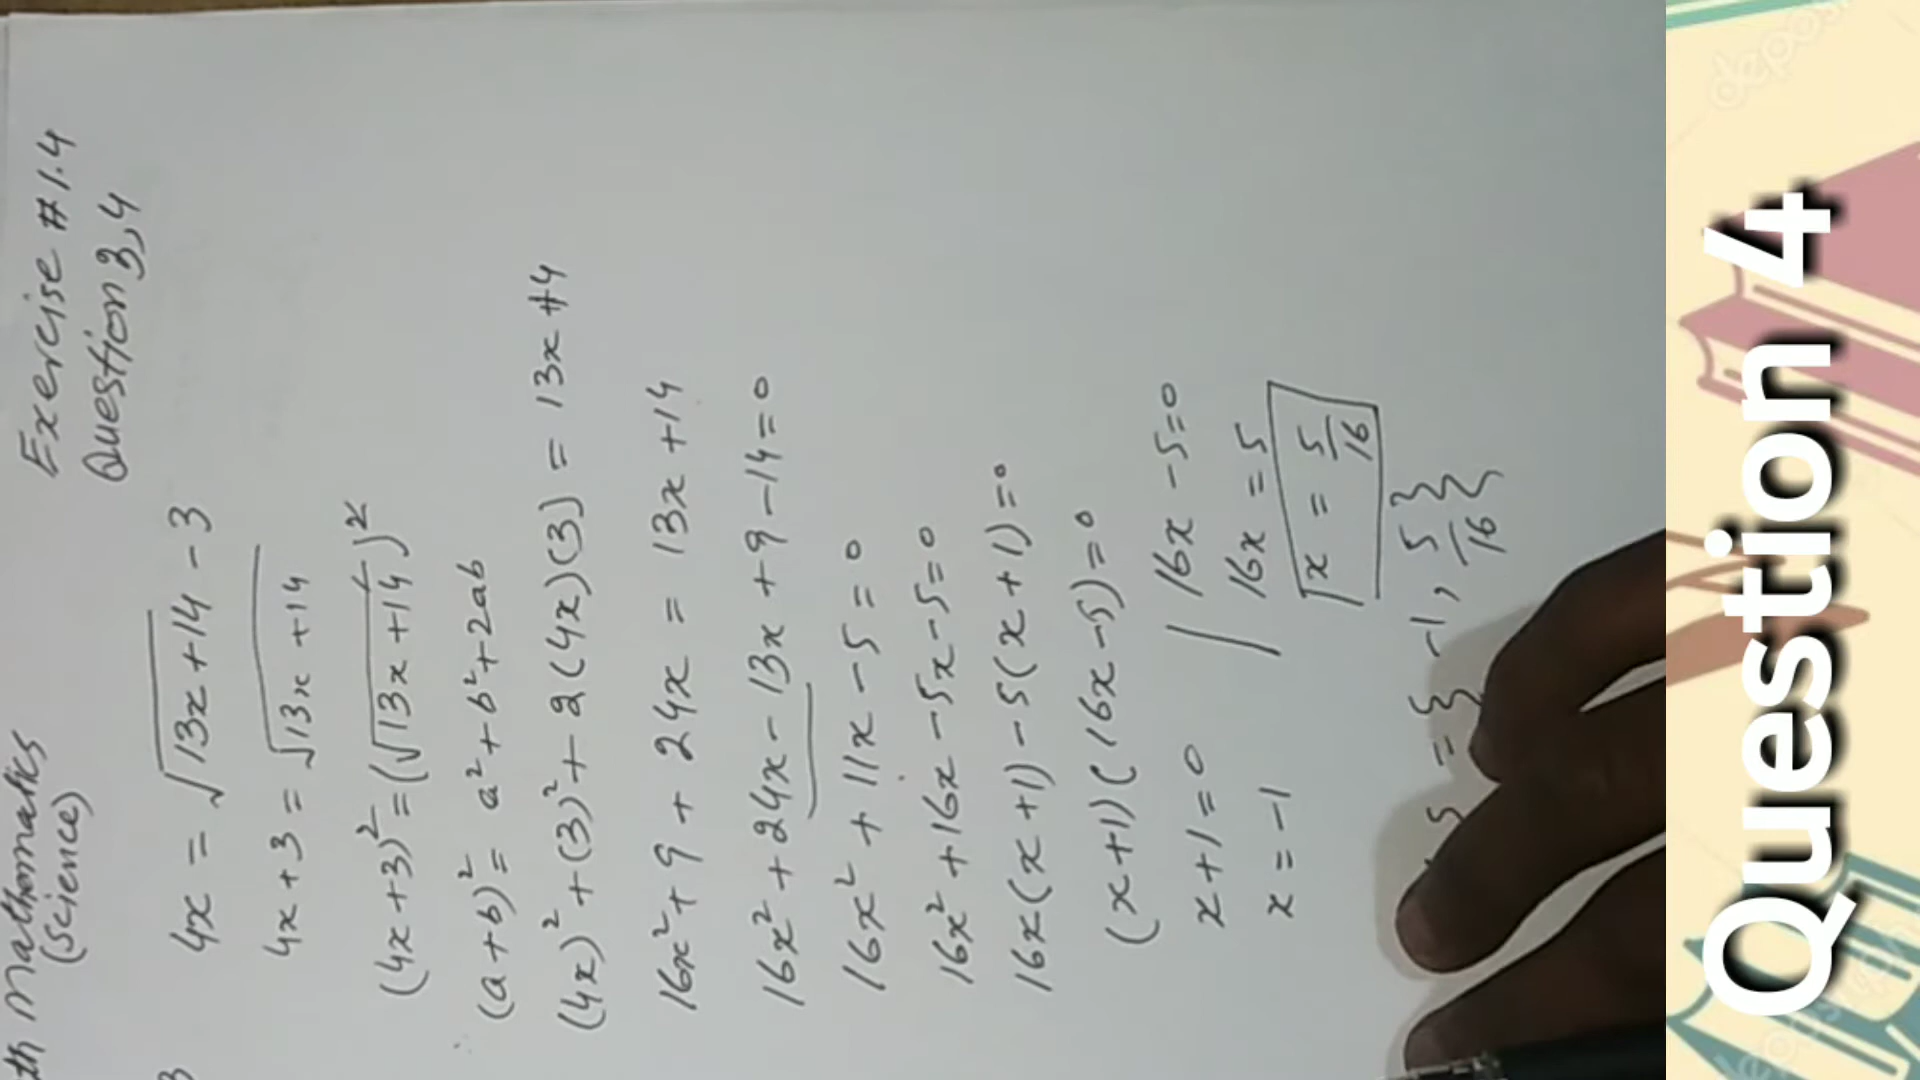 th Mathematics
(Science)
Exercise #1.4
Question 3,4
3
4x = √13x+14 - 3
4x+3 = √13x+14
(4x+3)² = (√13x+14)²
(a+b)² = a²+b²+2ab
(4x)²+(3)²+2(4x)(3) = 13x+14
16x²+9+24x = 13x+14
16x²+24x-13x+9-14=0
16x²+11x-5=0
16x²+16x-5x-5=0
16x(x+1)-5(x+1)=0
(x+1)(16x-5)=0
x+1=0 / 16x-5=0
x=-1 / 16x=5
x = 5/16
= {-1, 5/16}
Question 4